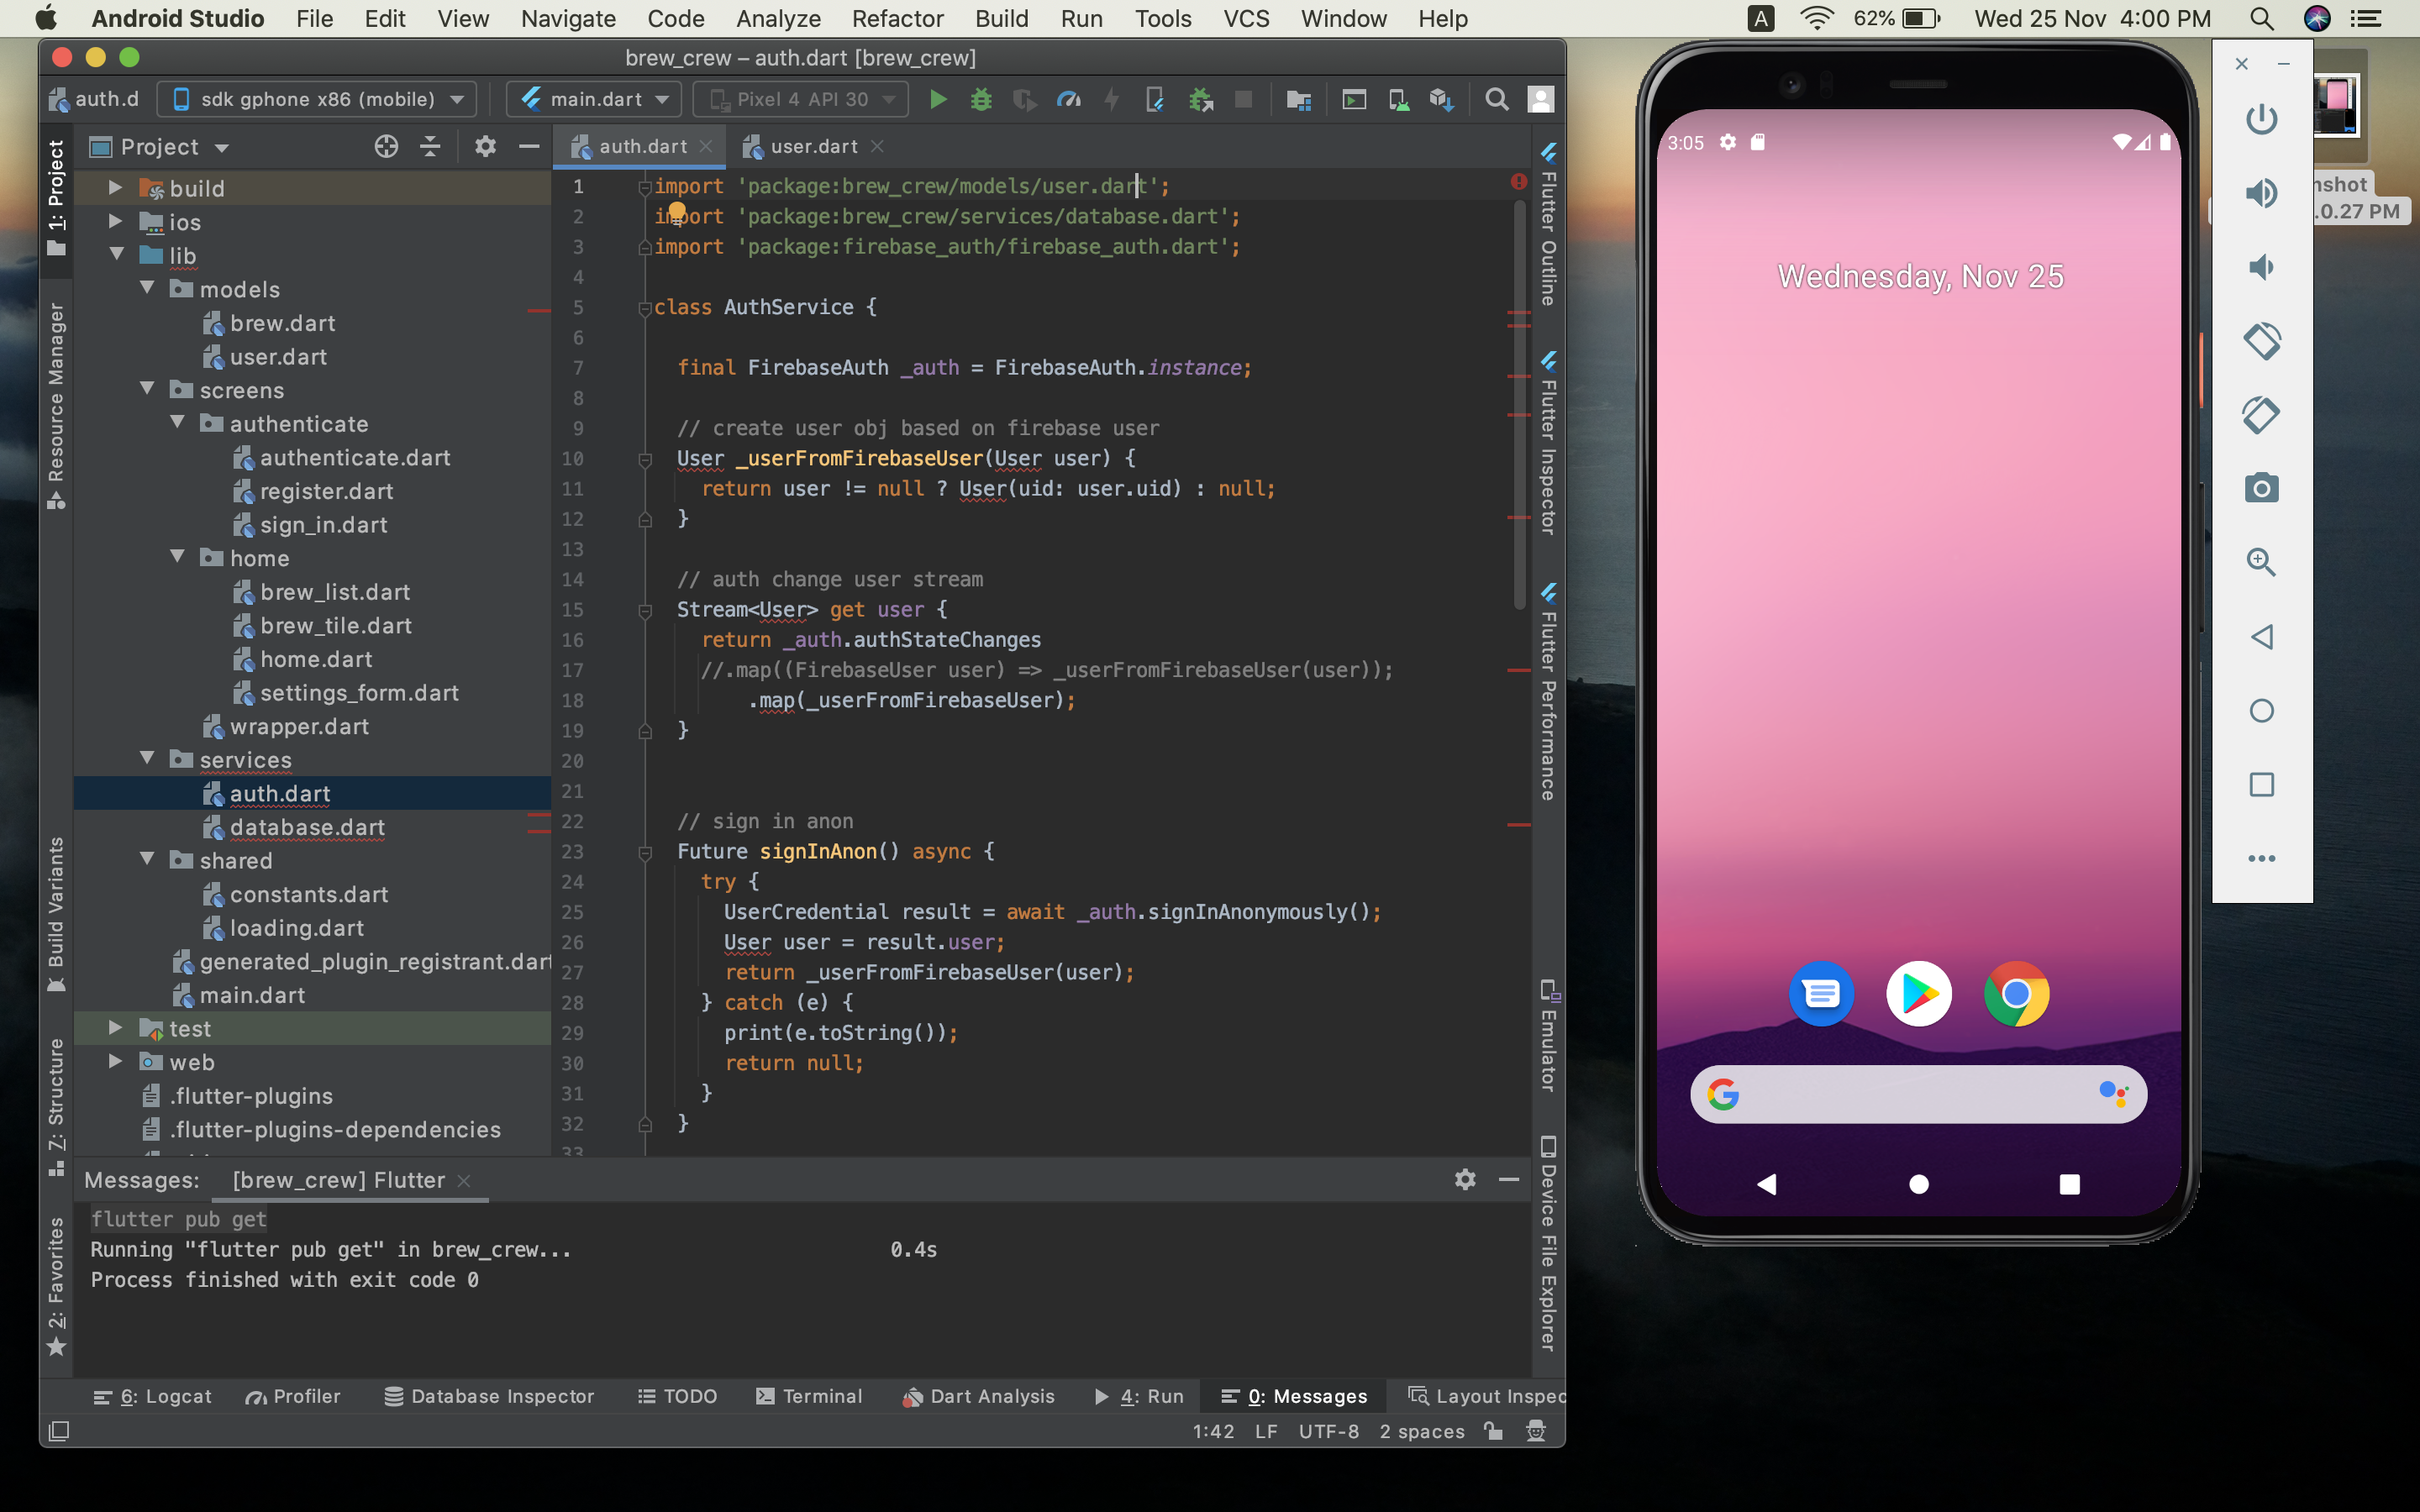 Android Studio File Edit View Navigate Code Analyze Refactor Build Run Tools VCS Window Help
A 62% Wed 25 Nov 4:00 PM
brew_crew – auth.dart [brew_crew]
auth.d sdk gphone x86 (mobile) main.dart Pixel 4 API 30
1: Project
Resource Manager
Build Variants
7: Structure
2: Favorites
Project
build
ios
lib
models
brew.dart
user.dart
screens
authenticate
authenticate.dart
register.dart
sign_in.dart
home
brew_list.dart
brew_tile.dart
home.dart
settings_form.dart
wrapper.dart
services
auth.dart
database.dart
shared
constants.dart
loading.dart
generated_plugin_registrant.dart
main.dart
test
web
.flutter-plugins
.flutter-plugins-dependencies
auth.dart user.dart
1 import 'package:brew_crew/models/user.dart';
2 import 'package:brew_crew/services/database.dart';
3 import 'package:firebase_auth/firebase_auth.dart';
4
5 class AuthService {
6
7 final FirebaseAuth _auth = FirebaseAuth.instance;
8
9 // create user obj based on firebase user
10 User _userFromFirebaseUser(User user) {
11 return user != null ? User(uid: user.uid) : null;
12 }
13
14 // auth change user stream
15 Stream<User> get user {
16 return _auth.authStateChanges
17 //.map((FirebaseUser user) => _userFromFirebaseUser(user));
18 .map(_userFromFirebaseUser);
19 }
20
21
22 // sign in anon
23 Future signInAnon() async {
24 try {
25 UserCredential result = await _auth.signInAnonymously();
26 User user = result.user;
27 return _userFromFirebaseUser(user);
28 } catch (e) {
29 print(e.toString());
30 return null;
31 }
32 }
33
Flutter Outline
Flutter Inspector
Flutter Performance
Emulator
Device File Explorer
Messages: [brew_crew] Flutter
flutter pub get
Running "flutter pub get" in brew_crew... 0.4s
Process finished with exit code 0
6: Logcat Profiler Database Inspector TODO Terminal Dart Analysis 4: Run 0: Messages Layout Inspec
1:42 LF UTF-8 2 spaces
3:05
Wednesday, Nov 25
nshot
.0.27 PM